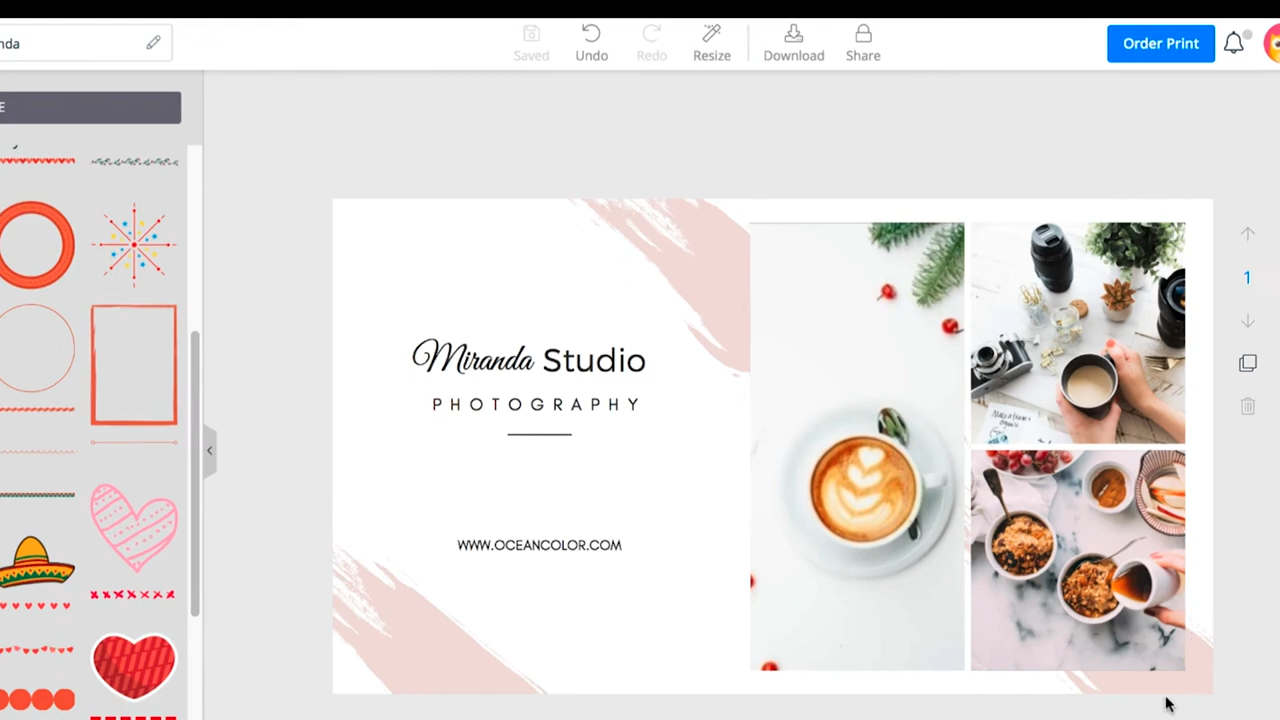 nda
Saved
Undo
Redo
Resize
Download
Share
Order Print
E
1
Miranda Studio
PHOTOGRAPHY
WWW.OCEANCOLOR.COM